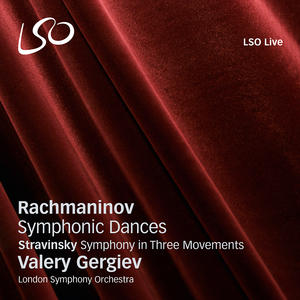 LSO
LSO Live
Rachmaninov
Symphonic Dances
Stravinsky Symphony in Three Movements
Valery Gergiev
London Symphony Orchestra